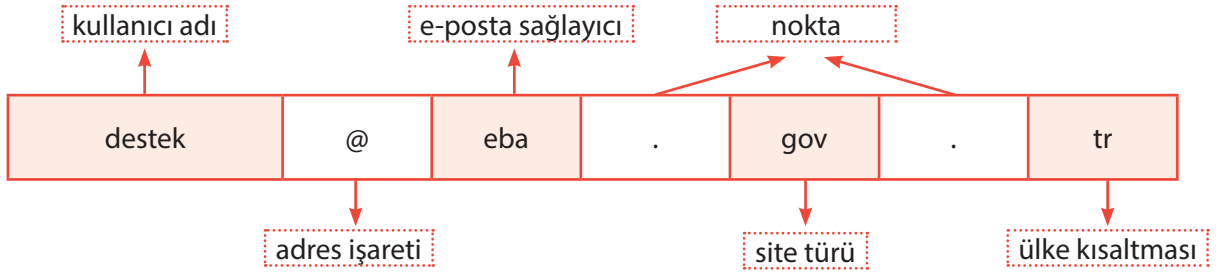 kullanıcı adı e-posta sağlayıcı nokta
destek @ eba . gov . tr
adres işareti site türü ülke kısaltması